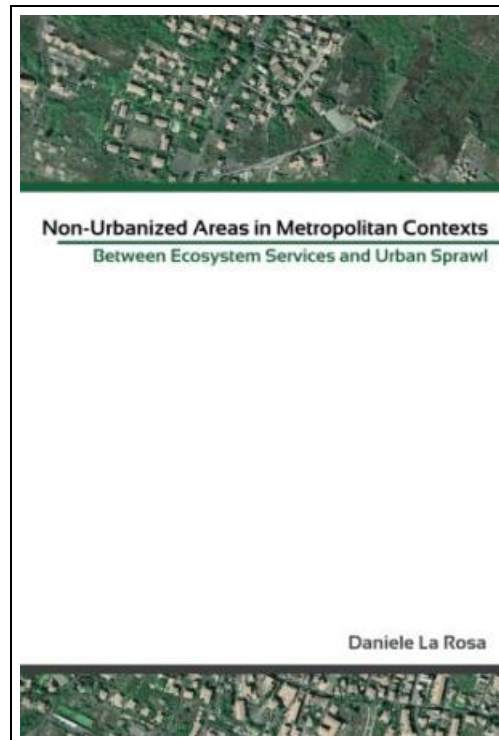 Non-Urbanized Areas in Metropolitan Contexts
Between Ecosystem Services and Urban Sprawl
Daniele La Rosa